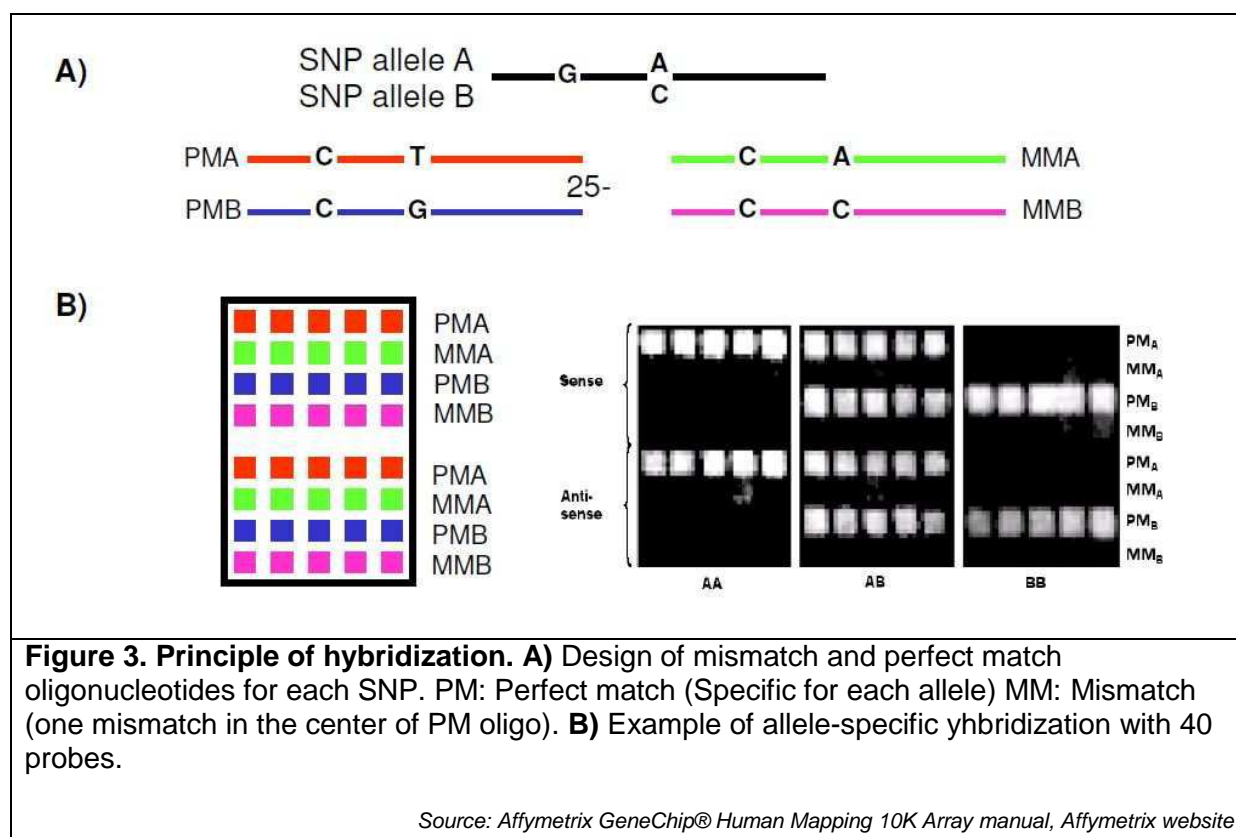 A)
SNP allele A
SNP allele B
G
A
C
PMA C T
C A MMA
25-
PMB C G
C C MMB
B)
PMA
MMA
PMB
MMB
PMA
MMA
PMB
MMB
Sense
Anti-
sense
PMA
MMA
PMB
MMB
PMA
MMA
PMB
MMB
AA AB BB
Figure 3. Principle of hybridization. A) Design of mismatch and perfect match
oligonucleotides for each SNP. PM: Perfect match (Specific for each allele) MM: Mismatch
(one mismatch in the center of PM oligo). B) Example of allele-specific yhbridization with 40
probes.
Source: Affymetrix GeneChip® Human Mapping 10K Array manual, Affymetrix website